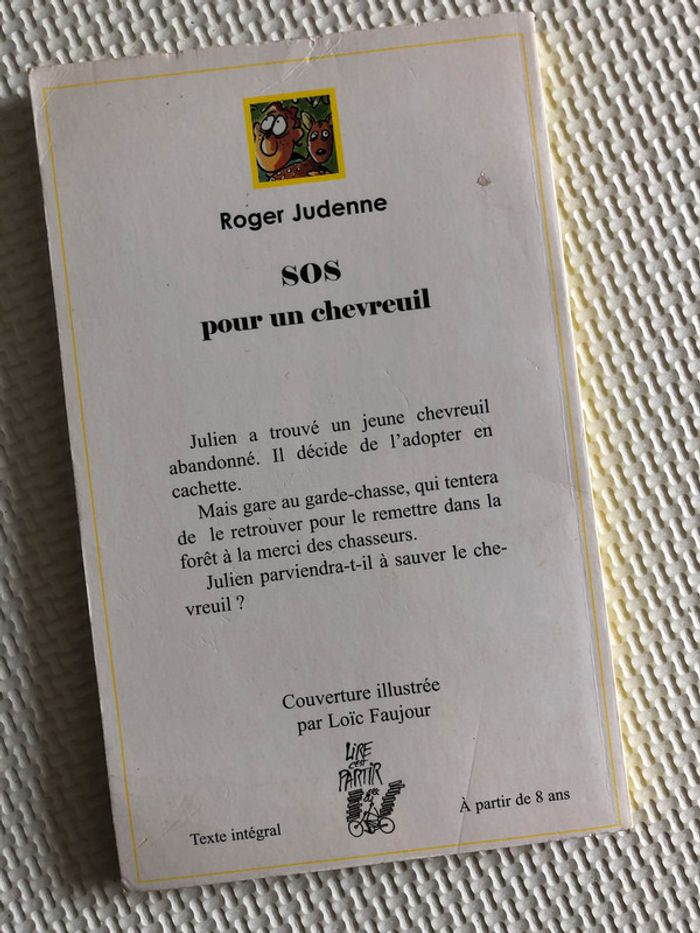 Roger Judenne
SOS
pour un chevreuil
Julien a trouvé un jeune chevreuil
abandonné. Il décide de l'adopter en
cachette.
Mais gare au garde-chasse, qui tentera
de le retrouver pour le remettre dans la
forêt à la merci des chasseurs.
Julien parviendra-t-il à sauver le che-
vreuil ?
Couverture illustrée
par Loïc Faujour
LIRE
C'EST
PARTIR
Texte intégral
À partir de 8 ans